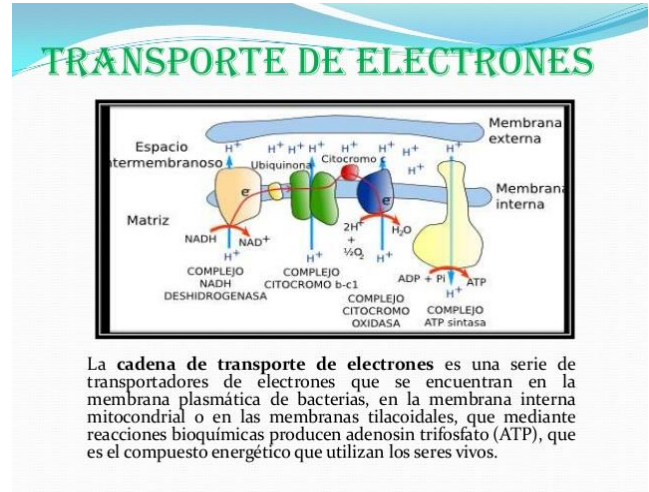 TRANSPORTE DE ELECTRONES
Membrana
externa
Espacio
ntermembranoso
H⁺
H⁺ H⁺ H⁺
H⁺
H⁺ H⁺
H⁺
H⁺
Ubiquinona
Citocromo c
e⁻
Membrana
interna
e⁻
Matriz
NADH
NAD⁺
2H⁺
+
½O₂
H₂O
H⁺
H⁺
H⁺
ADP + Pi
ATP
H⁺
COMPLEJO
NADH
DESHIDROGENASA
COMPLEJO
CITOCROMO b-c1
COMPLEJO
CITOCROMO
OXIDASA
COMPLEJO
ATP sintasa
La cadena de transporte de electrones es una serie de
transportadores de electrones que se encuentran en la
membrana plasmática de bacterias, en la membrana interna
mitocondrial o en las membranas tilacoidales, que mediante
reacciones bioquímicas producen adenosin trifosfato (ATP), que
es el compuesto energético que utilizan los seres vivos.